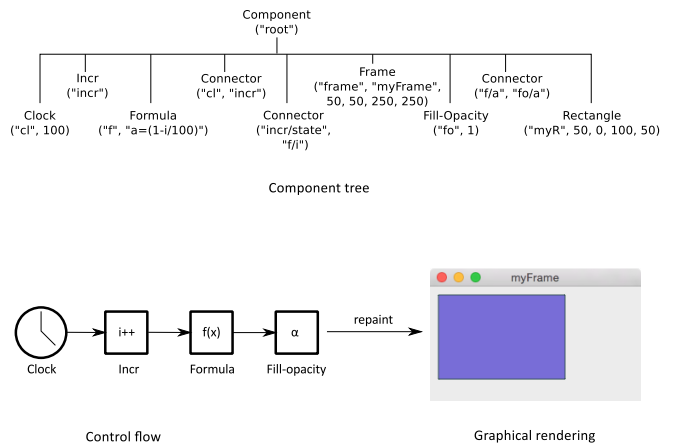 Component
("root")
Incr
("incr")
Connector
("cl", "incr")
Frame
("frame", "myFrame",
50, 50, 250, 250)
Connector
("f/a", "fo/a")
Clock
("cl", 100)
Formula
("f", "a=(1-i/100)")
Connector
("incr/state",
"f/i")
Fill-Opacity
("fo", 1)
Rectangle
("myR", 50, 0, 100, 50)
Component tree
myFrame
i++
f(x)
α
repaint
Clock
Incr
Formula
Fill-opacity
Control flow
Graphical rendering